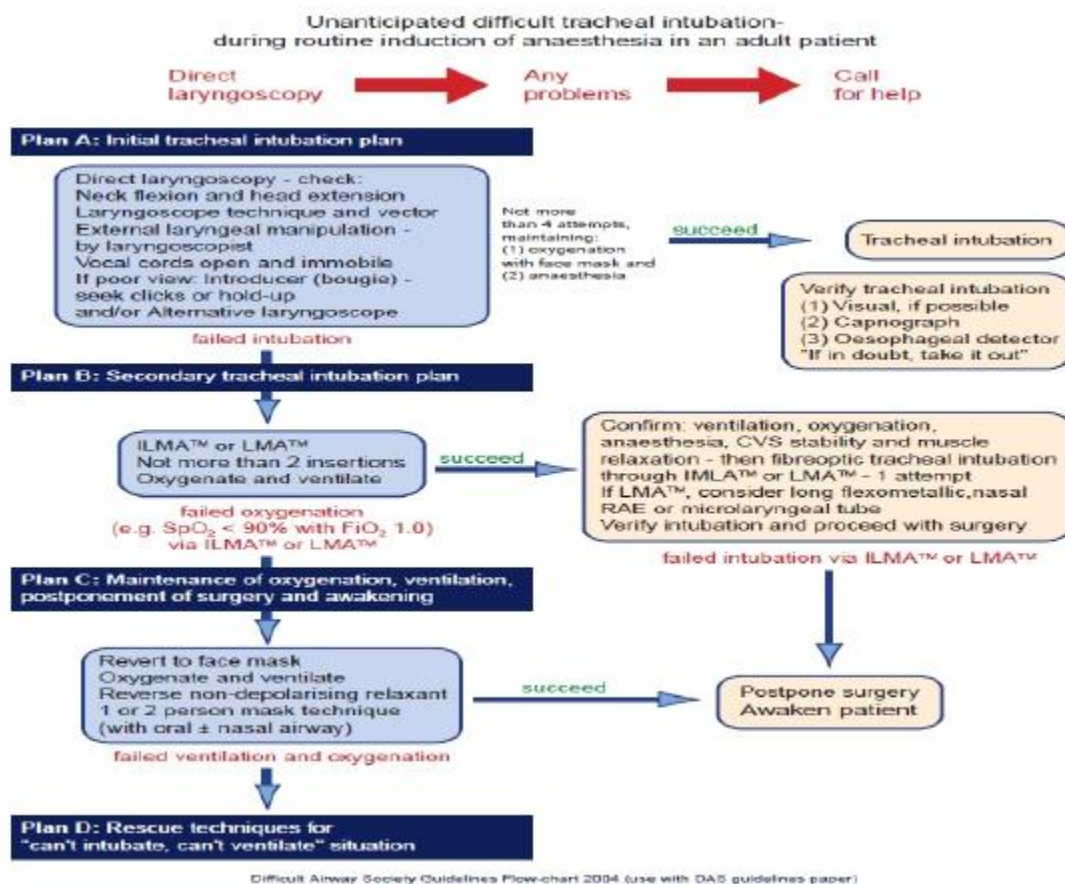 Unanticipated difficult tracheal intubation-
during routine induction of anaesthesia in an adult patient
Direct
laryngoscopy
Any
problems
Call
for help
Plan A: Initial tracheal intubation plan
Direct laryngoscopy - check:
Neck flexion and head extension
Laryngoscope technique and vector
External laryngeal manipulation -
by laryngoscopist
Vocal cords open and immobile
If poor view: Introducer (bougie) -
seek clicks or hold-up
and/or Alternative laryngoscope
Not more
than 4 attempts,
maintaining:
(1) oxygenation
with face mask and
(2) anaesthesia
succeed
Tracheal intubation
Verify tracheal intubation
(1) Visual, if possible
(2) Capnograph
(3) Oesophageal detector
"If in doubt, take it out"
failed intubation
Plan B: Secondary tracheal intubation plan
ILMA™ or LMA™
Not more than 2 insertions
Oxygenate and ventilate
succeed
Confirm: ventilation, oxygenation,
anaesthesia, CVS stability and muscle
relaxation - then fibreoptic tracheal intubation
through IMLA™ or LMA™ - 1 attempt
If LMA™, consider long flexometallic,nasal
RAE or microlaryngeal tube
Verify intubation and proceed with surgery
failed oxygenation
(e.g. SpO₂ < 90% with FiO₂ 1.0)
via ILMA™ or LMA™
failed intubation via ILMA™ or LMA™
Plan C: Maintenance of oxygenation, ventilation,
postponement of surgery and awakening
Revert to face mask
Oxygenate and ventilate
Reverse non-depolarising relaxant
1 or 2 person mask technique
(with oral ± nasal airway)
succeed
Postpone surgery
Awaken patient
failed ventilation and oxygenation
Plan D: Rescue techniques for
"can't intubate, can't ventilate" situation
Difficult Airway Society Guidelines Flow-chart 2004 (use with DAS guidelines paper)